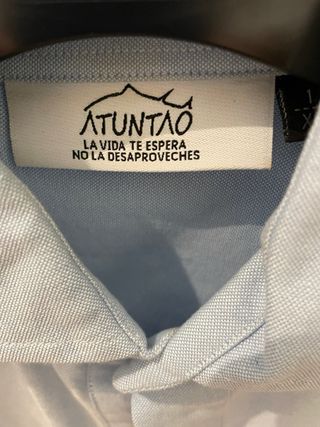 ATUNTAO
LA VIDA TE ESPERA
NO LA DESAPROVECHES